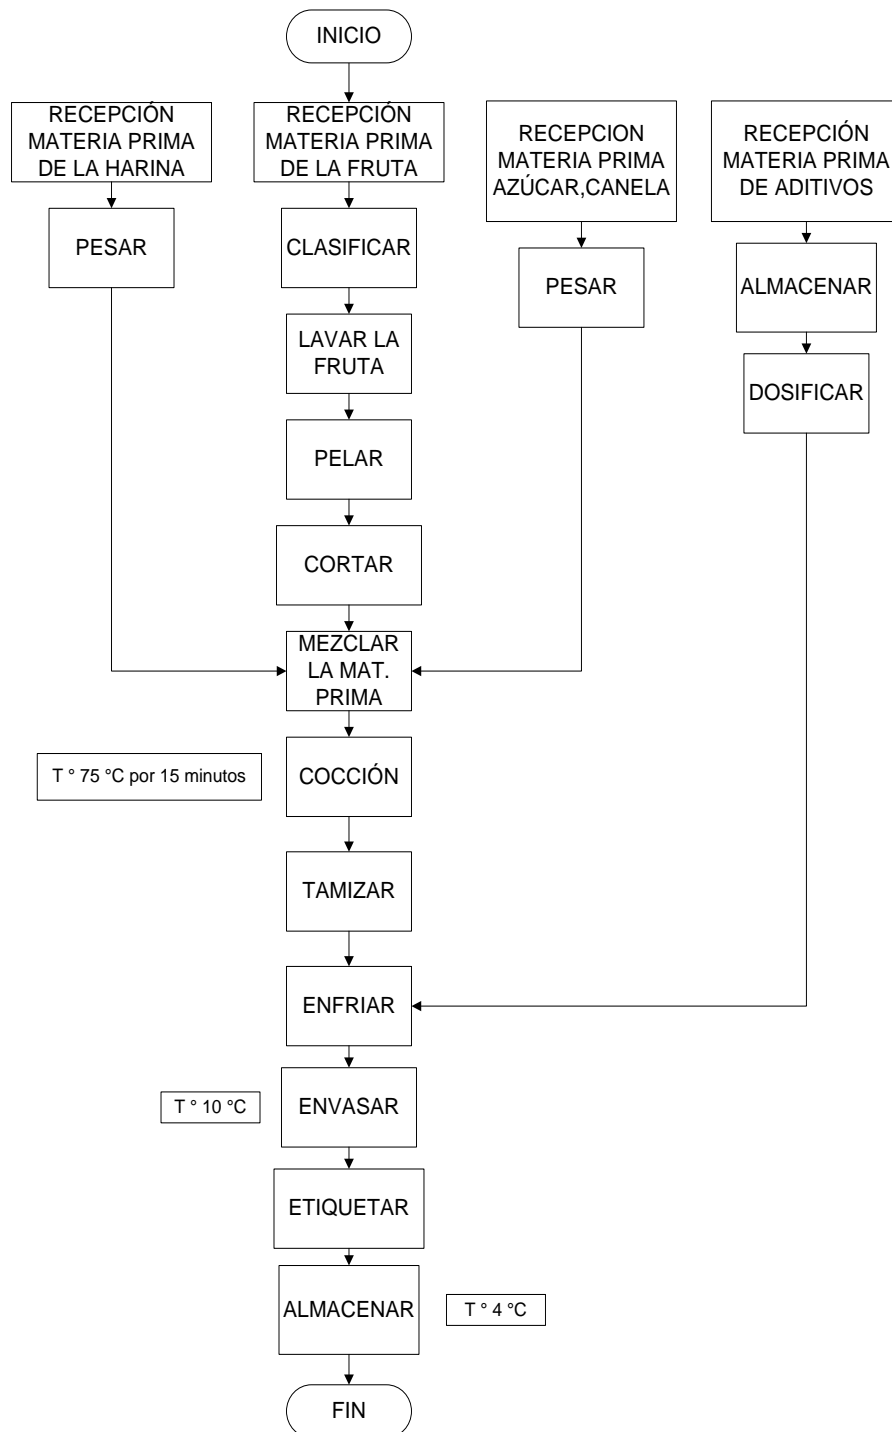 INICIO
RECEPCIÓN
MATERIA PRIMA
DE LA HARINA
RECEPCIÓN
MATERIA PRIMA
DE LA FRUTA
RECEPCION
MATERIA PRIMA
AZÚCAR,CANELA
RECEPCIÓN
MATERIA PRIMA
DE ADITIVOS
PESAR
CLASIFICAR
PESAR
ALMACENAR
LAVAR LA
FRUTA
DOSIFICAR
PELAR
CORTAR
MEZCLAR
LA MAT.
PRIMA
T ° 75 °C por 15 minutos
COCCIÓN
TAMIZAR
ENFRIAR
T ° 10 °C
ENVASAR
ETIQUETAR
ALMACENAR
T ° 4 °C
FIN